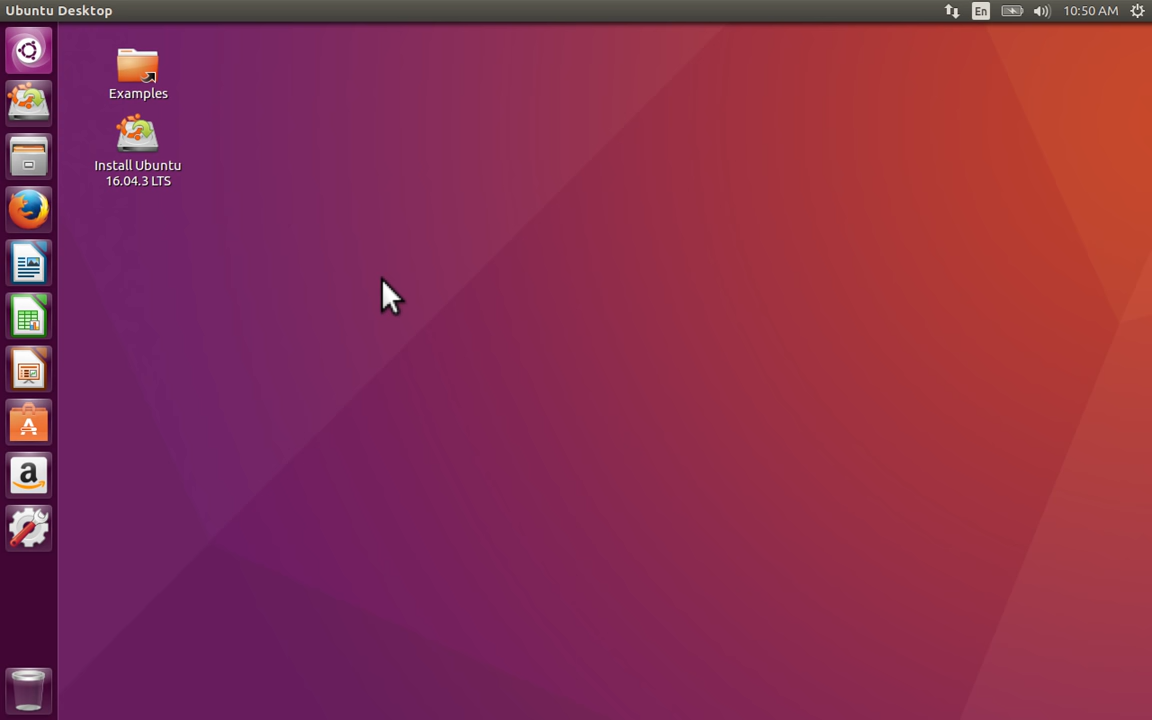 Ubuntu Desktop
En
10:50 AM
Examples
Install Ubuntu
16.04.3 LTS